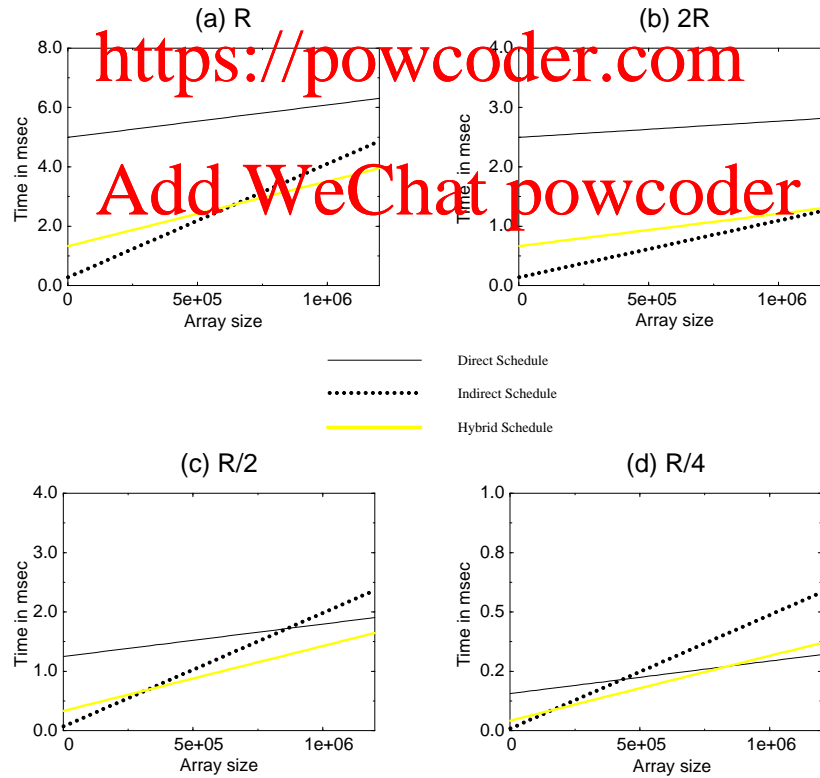 (a) R
(b) 2R
https://powcoder.com
Add WeChat powcoder
8.0
6.0
4.0
2.0
0.0
Time in msec
0
5e+05
1e+06
Array size
4.0
3.0
2.0
1.0
0.0
Time in msec
0
5e+05
1e+06
Array size
Direct Schedule
Indirect Schedule
Hybrid Schedule
(c) R/2
(d) R/4
4.0
3.0
2.0
1.0
0.0
Time in msec
0
5e+05
1e+06
Array size
1.0
0.8
0.5
0.2
0.0
Time in msec
0
5e+05
1e+06
Array size